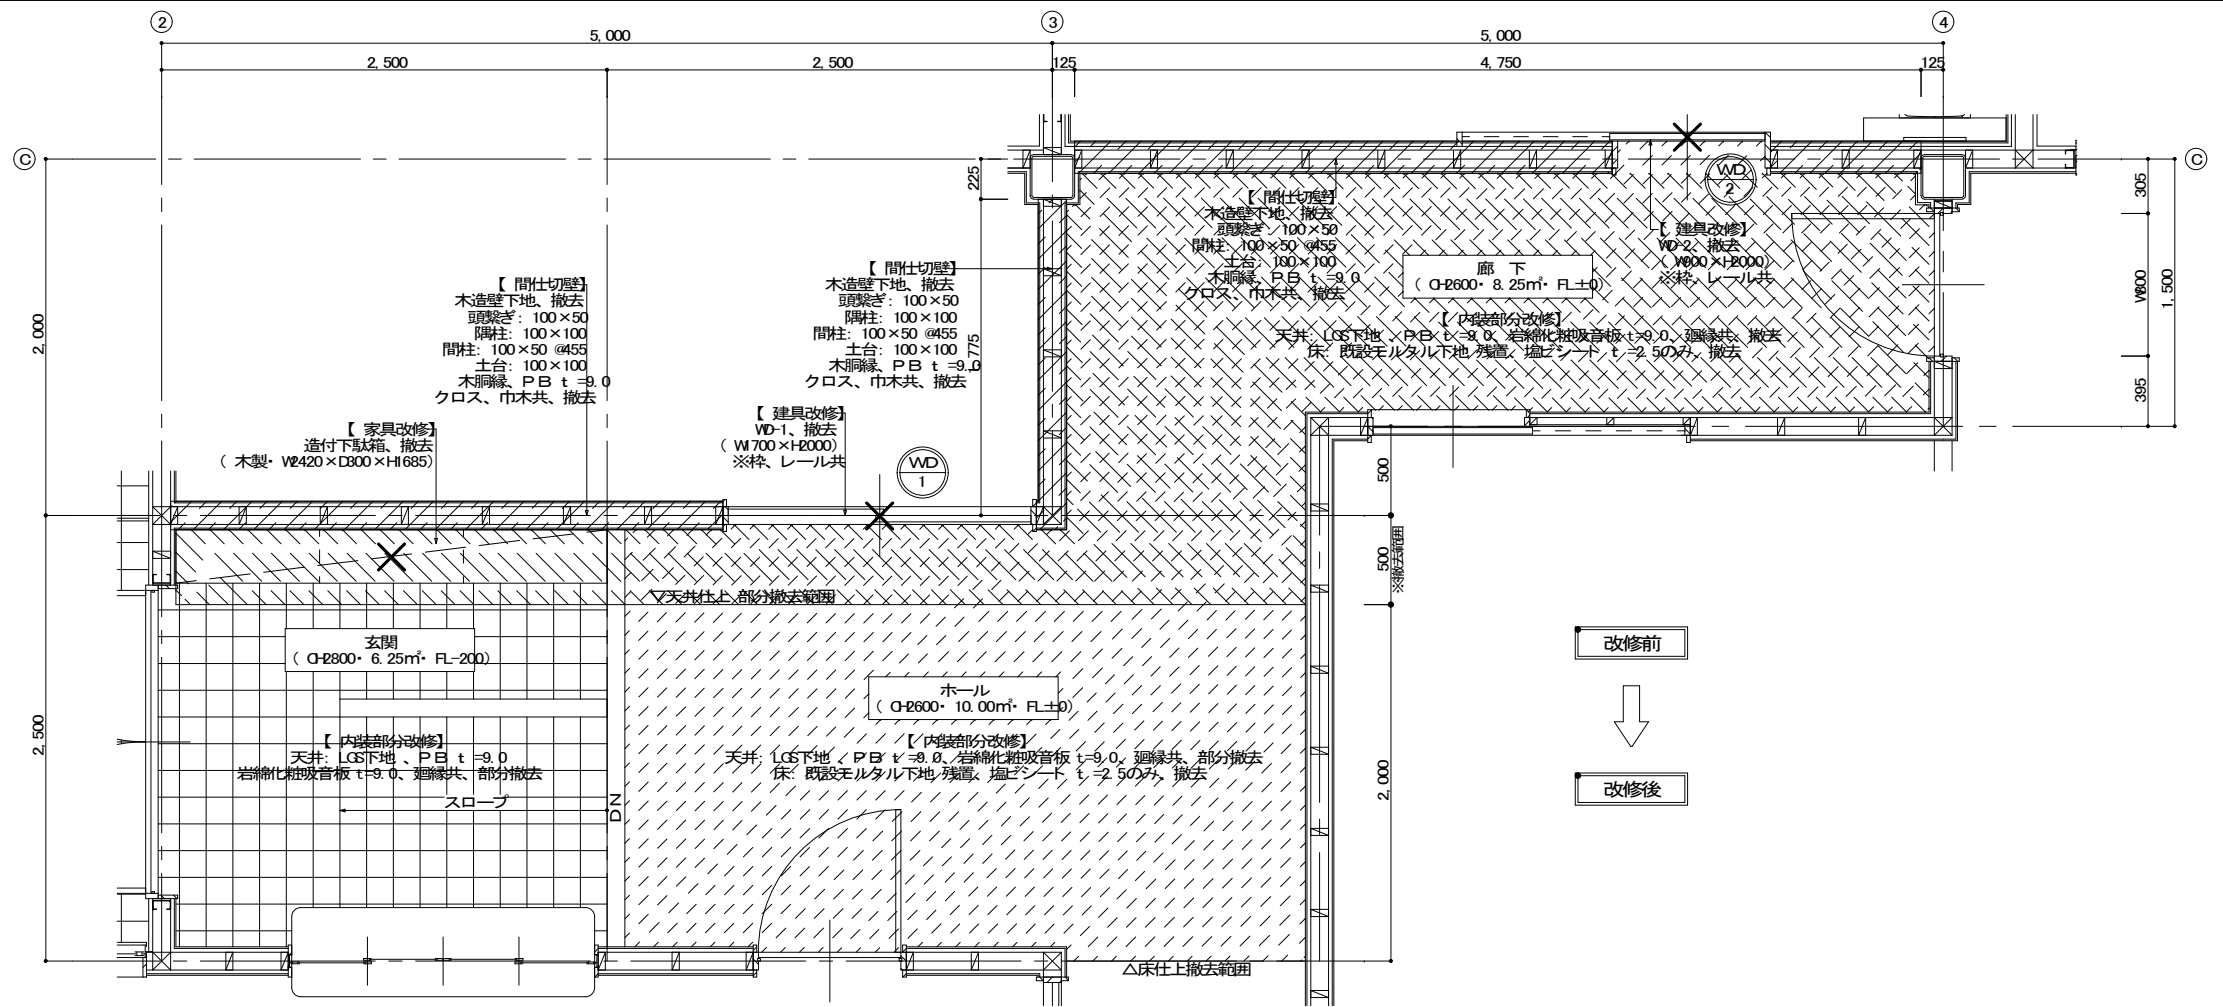 ② ③ ④
5,000 5,000
2,500 2,500 125 4,750 125
Ⓒ Ⓒ
225
305
W800
1,500
395
2,000
【間仕切壁】
木造壁下地、撤去
頭繋ぎ：100×50
間柱：100×50 @455
土台：100×100
木胴縁、ＰＢ t=9.0
クロス、巾木共、撤去
WD
2
【建具改修】
WD-2、撤去
（W900×H2000）
※枠、レール共
廊 下
（CH2600・8.25㎡・FL±0）
【内装部分改修】
天井：LGS下地、ＰＢ t=9.0、岩綿化粧吸音板 t=9.0、廻縁共、撤去
床：既設モルタル下地 残置、塩ビシート t=2.5のみ、撤去
【間仕切壁】
木造壁下地、撤去
頭繋ぎ：100×50
隅柱：100×100
間柱：100×50 @455
土台：100×100
木胴縁、ＰＢ t=9.0
クロス、巾木共、撤去
【間仕切壁】
木造壁下地、撤去
頭繋ぎ：100×50
隅柱：100×100
間柱：100×50 @455
土台：100×100
木胴縁、ＰＢ t=9.0
クロス、巾木共、撤去
【家具改修】
造付下駄箱、撤去
（木製・W2420×D300×H1685）
【建具改修】
WD-1、撤去
（W1700×H2000）
※枠、レール共
WD
1
500
500
※撤去範囲
▽天井仕上 部分撤去範囲
2,500
玄関
（CH2800・6.25㎡・FL-200）
ホール
（CH2600・10.00㎡・FL±0）
改修前
改修後
【内装部分改修】
天井：LGS下地、ＰＢ t=9.0
岩綿化粧吸音板 t=9.0、廻縁共、部分撤去
【内装部分改修】
天井：LGS下地、ＰＢ t=9.0、岩綿化粧吸音板 t=9.0、廻縁共、部分撤去
床：既設モルタル下地 残置、塩ビシート t=2.5のみ、撤去
スロープ
DN
2,000
△床仕上撤去範囲